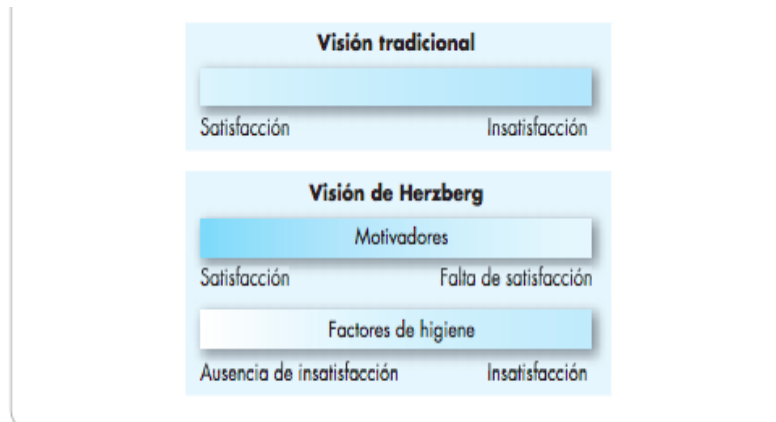 Visión tradicional
Satisfacción Insatisfacción
Visión de Herzberg
Motivadores
Satisfacción Falta de satisfacción
Factores de higiene
Ausencia de insatisfacción Insatisfacción